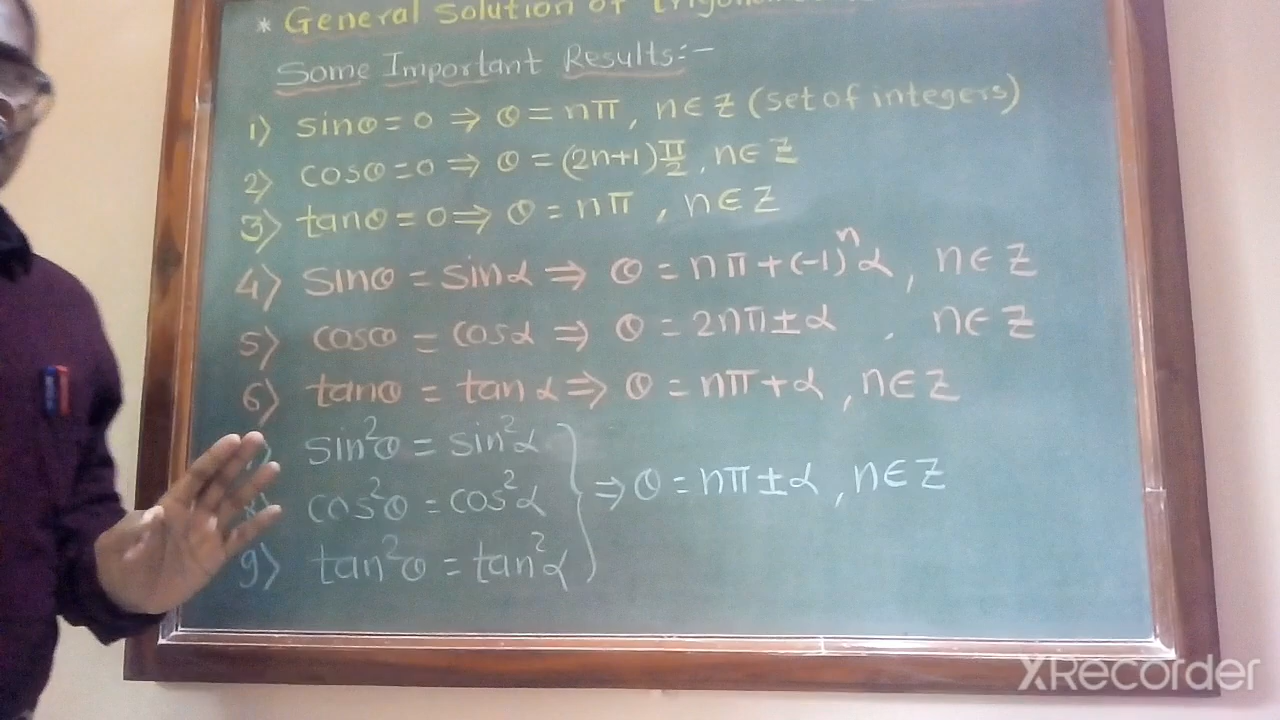 * General Solution of
Some Important Results:-
1) sinθ = 0 ⇒ θ = nπ, n∈Z (set of integers)
2) cosθ = 0 ⇒ θ = (2n+1)π/2, n∈Z
3) tanθ = 0 ⇒ θ = nπ, n∈Z
4) sinθ = sinα ⇒ θ = nπ + (-1)ⁿα, n∈Z
5) cosθ = cosα ⇒ θ = 2nπ ± α, n∈Z
6) tanθ = tanα ⇒ θ = nπ + α, n∈Z
sin²θ = sin²α
cos²θ = cos²α } ⇒ θ = nπ ± α, n∈Z
9) tan²θ = tan²α
XRecorder